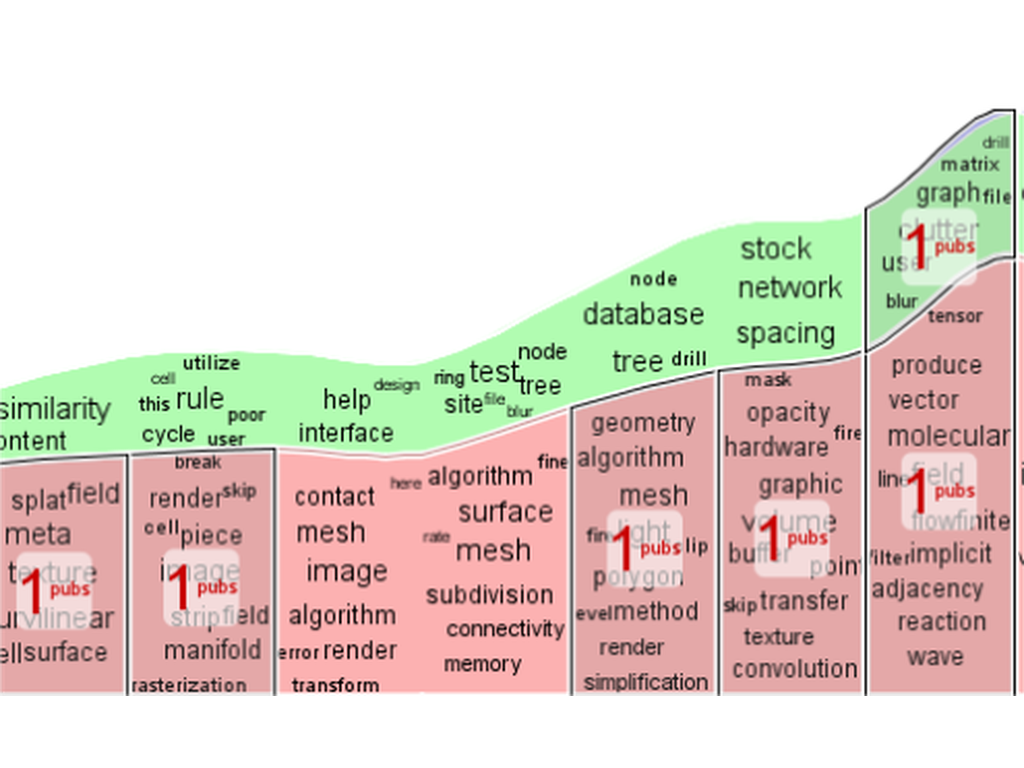 similarity
ontent
utilize
cell
this rule poor
cycle user
help design
interface
ring test node
site file tree
blur
node
database
tree drill
stock
network
spacing
drill
matrix
graph file
clutter
1 pubs
user
blur
splat field
meta
texture
1 pubs
urvilinear
ell surface
break
render skip
cell piece
image
1 pubs
strip field
manifold
rasterization
contact
mesh
image
algorithm
error render
transform
here algorithm fine
surface
rate mesh
subdivision
connectivity
memory
geometry
algorithm
mesh
fin light lip
1 pubs
polygon
evel method
render
simplification
mask
opacity
hardware fire
graphic
volume
1 pubs
buffer point
skip transfer
texture
convolution
tensor
produce
vector
molecular
line field
1 pubs
flow finite
filter implicit
adjacency
reaction
wave